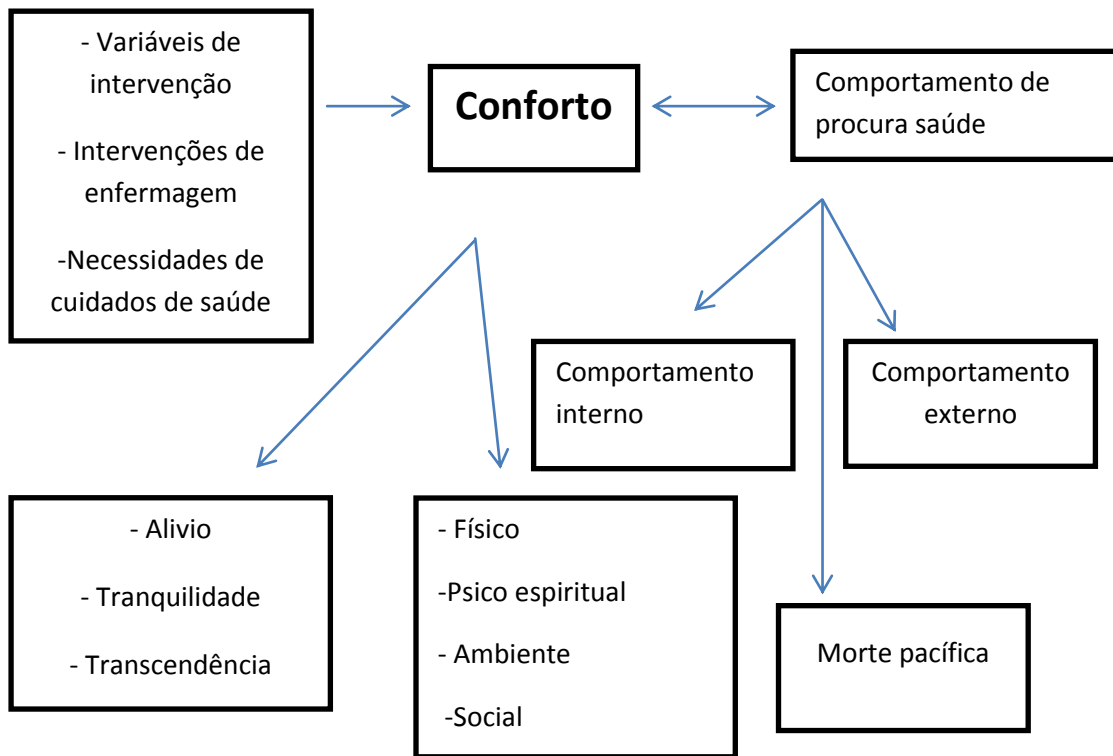 - Variáveis de
intervenção
- Intervenções de
enfermagem
-Necessidades de
cuidados de saúde
Conforto
Comportamento de
procura saúde
Comportamento
interno
Comportamento
externo
- Alivio
- Tranquilidade
- Transcendência
- Físico
-Psico espiritual
- Ambiente
-Social
Morte pacífica